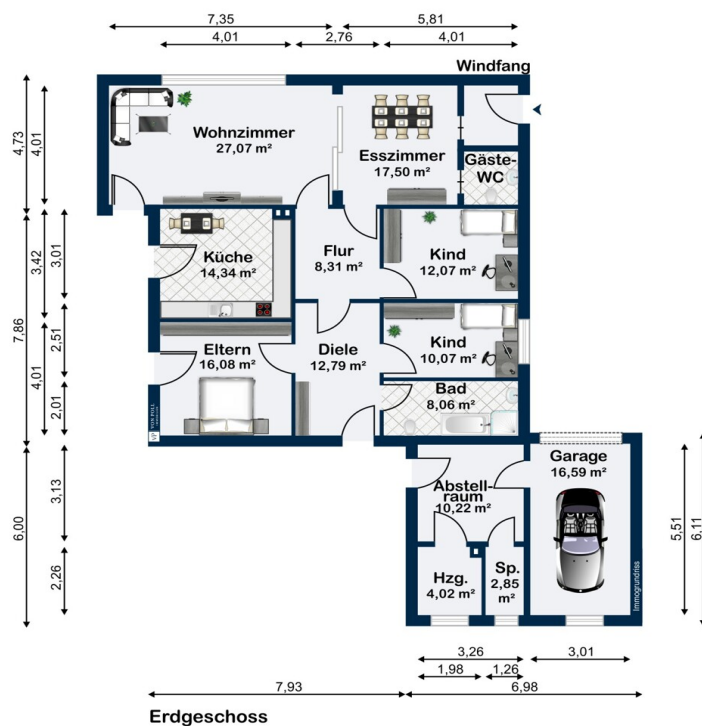 7,35
5,81
4,01
2,76
4,01
Windfang
4,73
4,01
Wohnzimmer
27,07 m²
Esszimmer
17,50 m²
Gäste-
WC
3,42
3,01
Küche
14,34 m²
Flur
8,31 m²
Kind
12,07 m²
7,86
2,51
4,01
Eltern
16,08 m²
Diele
12,79 m²
Kind
10,07 m²
2,01
Bad
8,06 m²
VON POLL
VP
6,00
3,13
Abstell-
raum
10,22 m²
Garage
16,59 m²
5,51
6,11
2,26
Hzg.
4,02 m²
Sp.
2,85
m²
Immogrundriss
3,26
3,01
1,98
1,26
7,93
6,98
Erdgeschoss